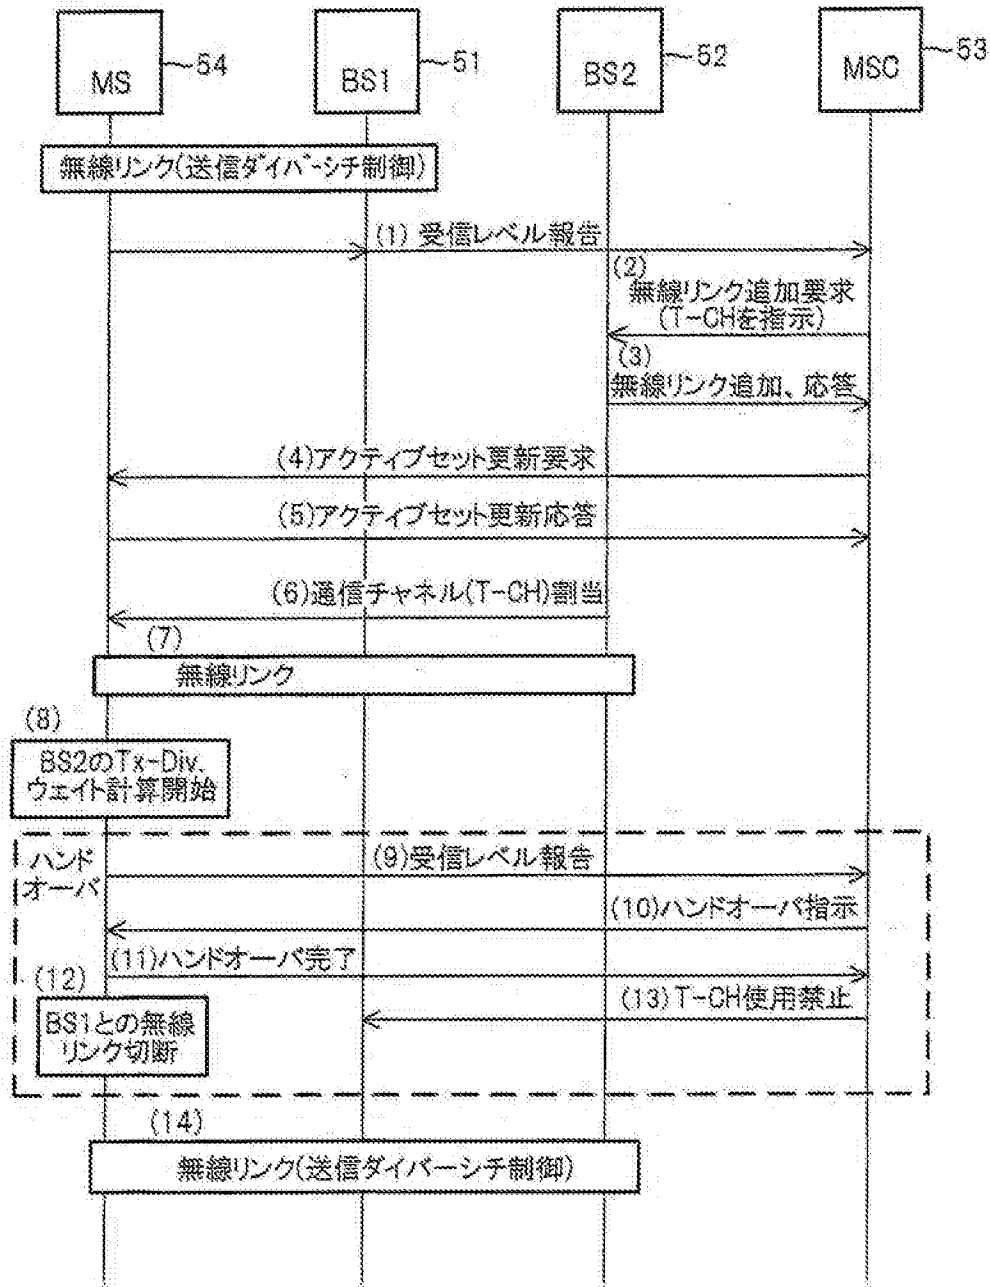 MS
54
BS1
51
BS2
52
MSC
53
無線リンク(送信ダイバーシチ制御)
(1) 受信レベル報告
(2)
無線リンク追加要求
(T-CHを指示)
(3)
無線リンク追加、応答
(4)アクティブセット更新要求
(5)アクティブセット更新応答
(6)通信チャネル(T-CH)割当
(7)
無線リンク
(8)
BS2のTx-Div.
ウェイト計算開始
ハンド
オーバ
(9)受信レベル報告
(10)ハンドオーバ指示
(11)ハンドオーバ完了
(12)
BS1との無線
リンク切断
(13)T-CH使用禁止
(14)
無線リンク(送信ダイバーシチ制御)